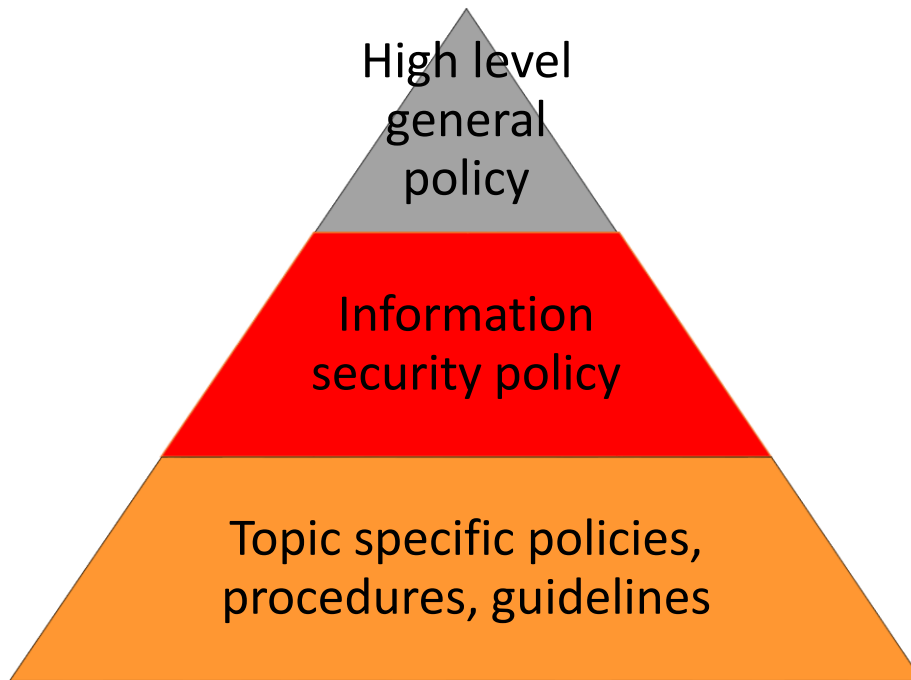 High level
general
policy
Information
security policy
Topic specific policies,
procedures, guidelines